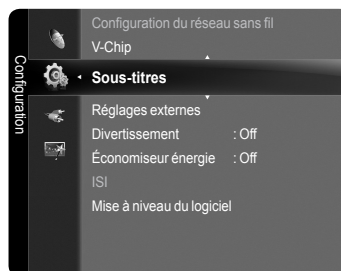 Configuration
Configuration du réseau sans fil
V-Chip
Sous-titres
Réglages externes
Divertissement : Off
Économiseur énergie : Off
ISI
Mise à niveau du logiciel